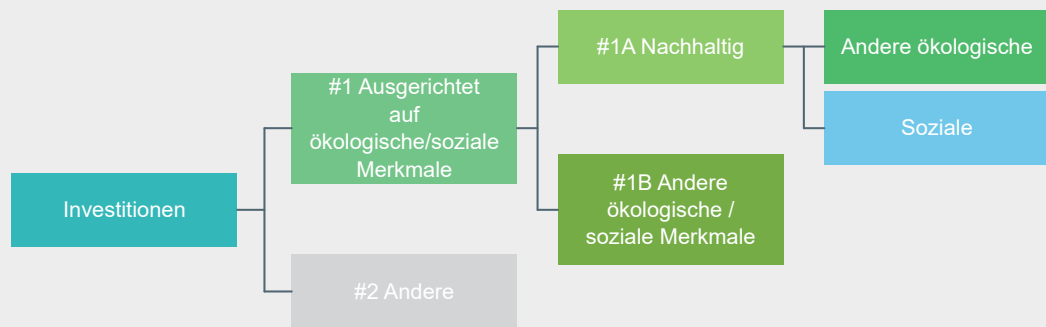 #1A Nachhaltig
Andere ökologische
#1 Ausgerichtet
auf
ökologische/soziale
Merkmale
Soziale
Investitionen
#1B Andere
ökologische /
soziale Merkmale
#2 Andere